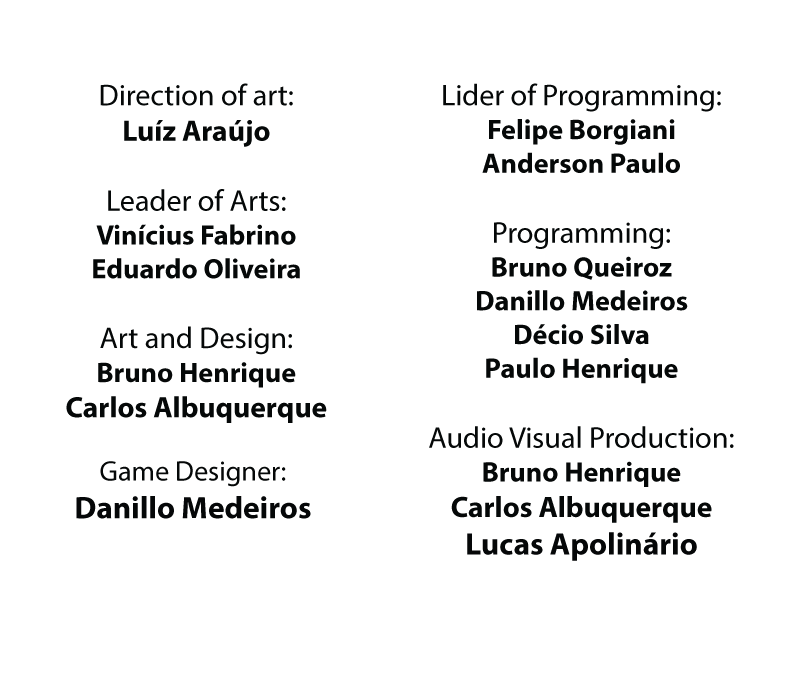 Direction of art:
Luíz Araújo
Leader of Arts:
Vinícius Fabrino
Eduardo Oliveira
Art and Design:
Bruno Henrique
Carlos Albuquerque
Game Designer:
Danillo Medeiros
Lider of Programming:
Felipe Borgiani
Anderson Paulo
Programming:
Bruno Queiroz
Danillo Medeiros
Décio Silva
Paulo Henrique
Audio Visual Production:
Bruno Henrique
Carlos Albuquerque
Lucas Apolinário